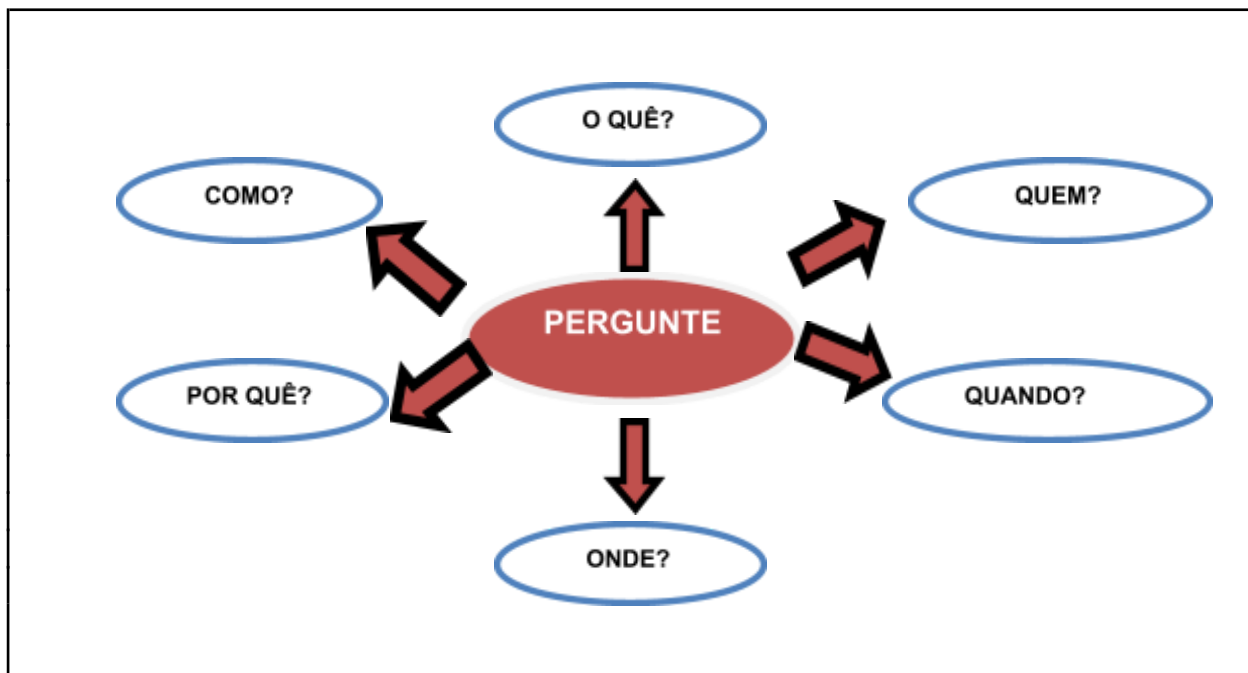 O QUÊ?
COMO?
QUEM?
PERGUNTE
POR QUÊ?
QUANDO?
ONDE?